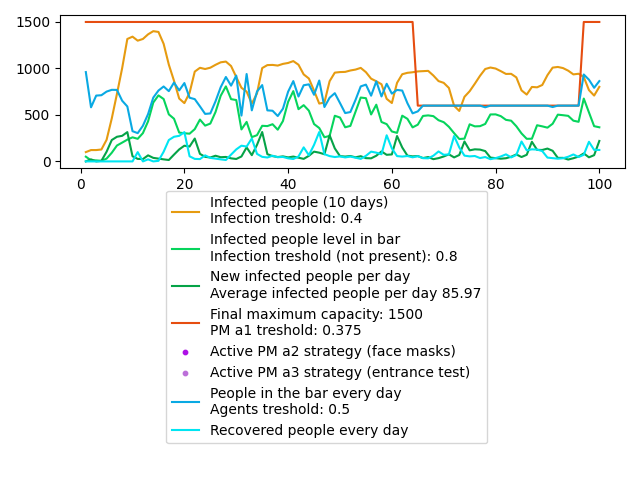 1500
1000
500
0
0 20 40 60 80 100
Infected people (10 days)
Infection treshold: 0.4
Infected people level in bar
Infection treshold (not present): 0.8
New infected people per day
Average infected people per day 85.97
Final maximum capacity: 1500
PM a1 treshold: 0.375
Active PM a2 strategy (face masks)
Active PM a3 strategy (entrance test)
People in the bar every day
Agents treshold: 0.5
Recovered people every day